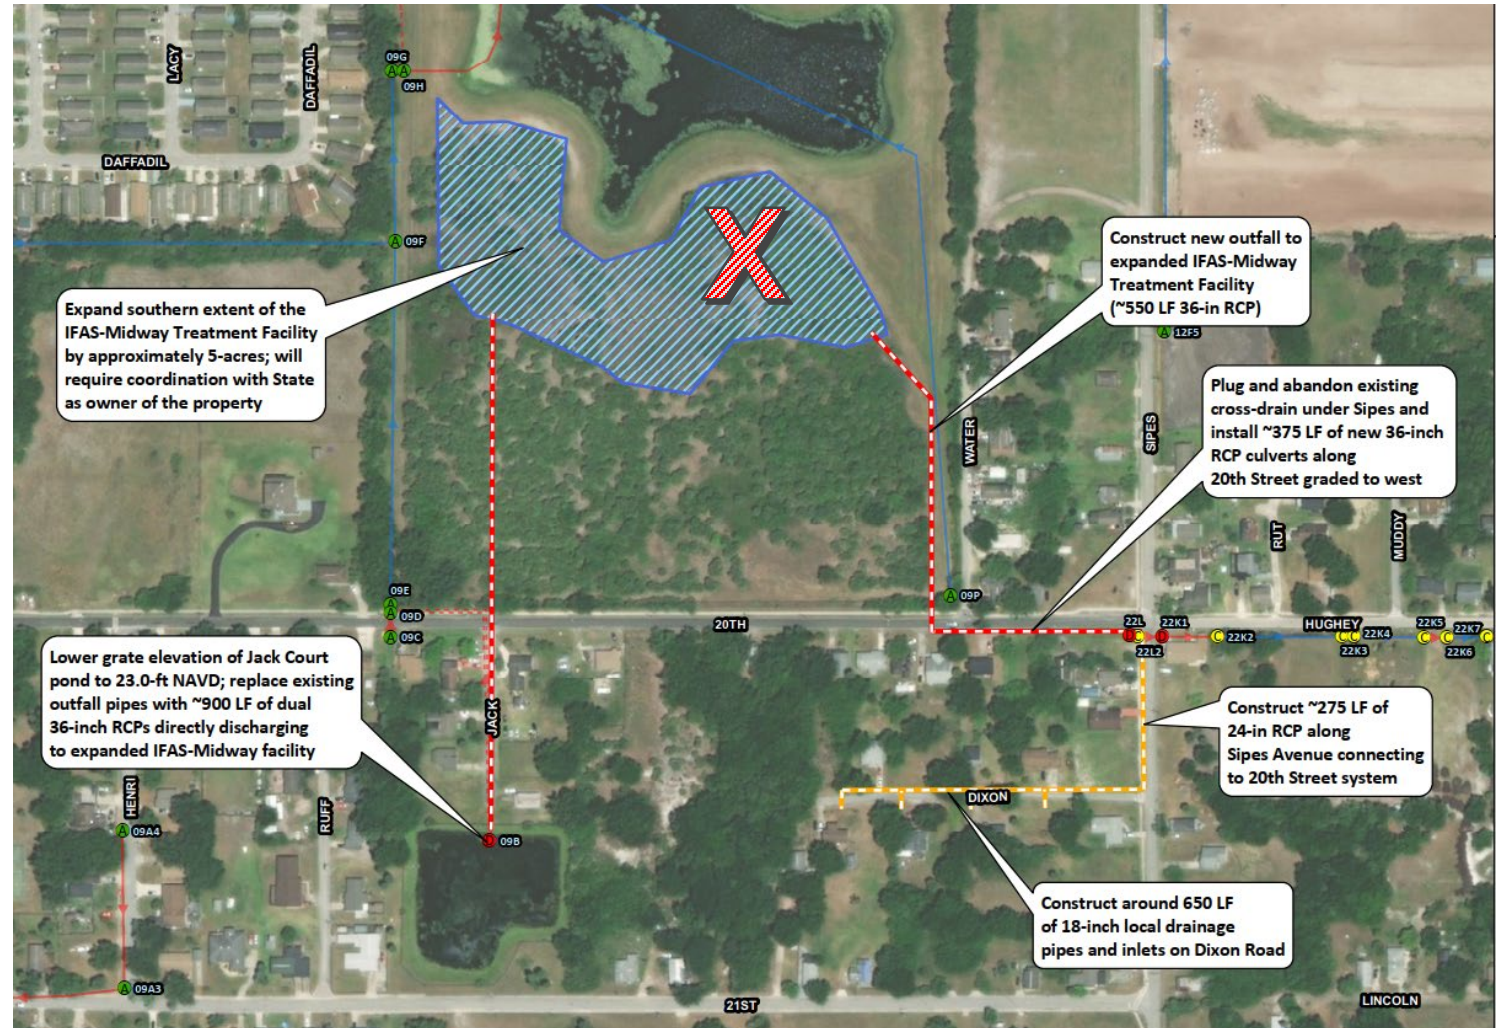 LACY
DAFFADIL
DAFFADIL
09G
09H
09F
Expand southern extent of the
IFAS-Midway Treatment Facility
by approximately 5-acres; will
require coordination with State
as owner of the property
X
Construct new outfall to
expanded IFAS-Midway
Treatment Facility
(~550 LF 36-in RCP)
12F5
Plug and abandon existing
cross-drain under Sipes and
install ~375 LF of new 36-inch
RCP culverts along
20th Street graded to west
WATER
SIPES
RUT
MUDDY
09E
09D
09C
09P
20TH
22L
22K1
22L2
22K2
HUGHEY
22K4
22K3
22K5
22K7
22K6
Lower grate elevation of Jack Court
pond to 23.0-ft NAVD; replace existing
outfall pipes with ~900 LF of dual
36-inch RCPs directly discharging
to expanded IFAS-Midway facility
JACK
Construct ~275 LF of
24-in RCP along
Sipes Avenue connecting
to 20th Street system
DIXON
HENRI
RUFF
09A4
09B
Construct around 650 LF
of 18-inch local drainage
pipes and inlets on Dixon Road
09A3
21ST
LINCOLN